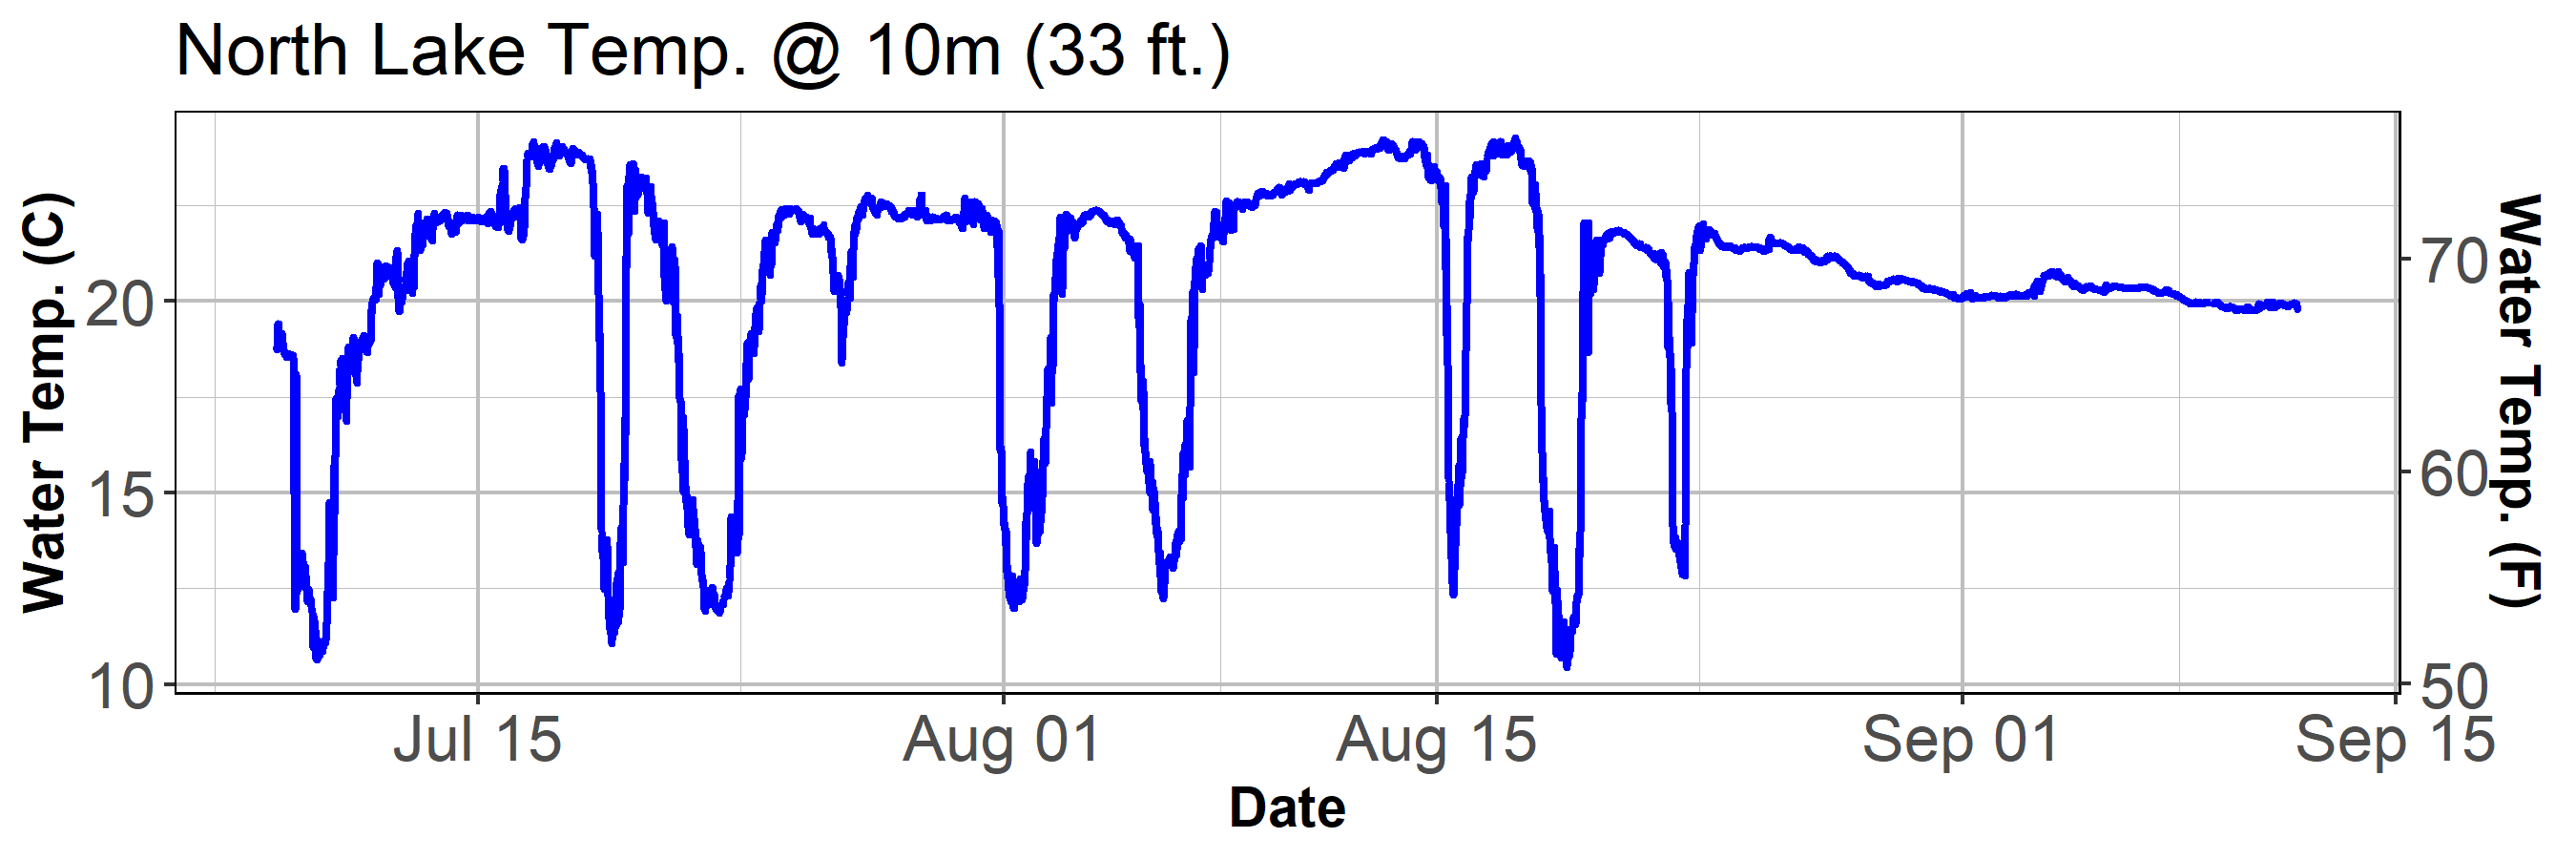 North Lake Temp. @ 10m (33 ft.)
Water Temp. (C)
20
15
10
70
60
50
Water Temp. (F)
Jul 15 Aug 01 Aug 15 Sep 01 Sep 15
Date